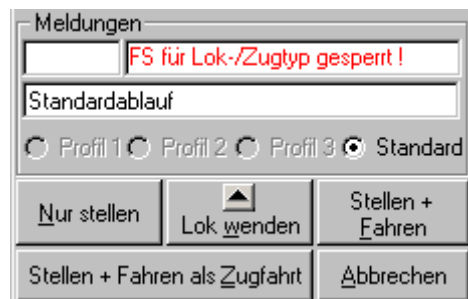 Meldungen
FS für Lok-/Zugtyp gesperrt !
Standardablauf
Profil 1 Profil 2 Profil 3 Standard
Nur stellen
Lok wenden
Stellen +
Fahren
Stellen + Fahren als Zugfahrt
Abbrechen